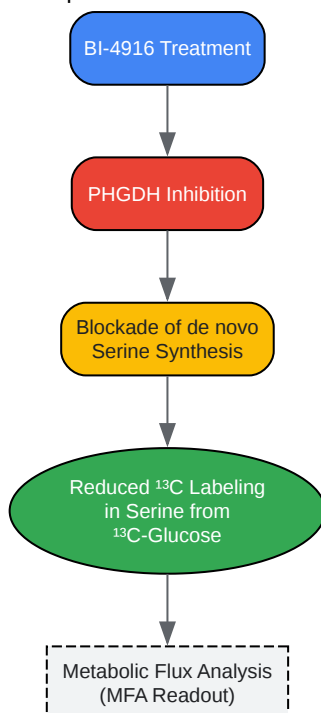 BI-4916 Treatment
PHGDH Inhibition
Blockade of de novo
Serine Synthesis
Reduced ¹³C Labeling
in Serine from
¹³C-Glucose
Metabolic Flux Analysis
(MFA Readout)